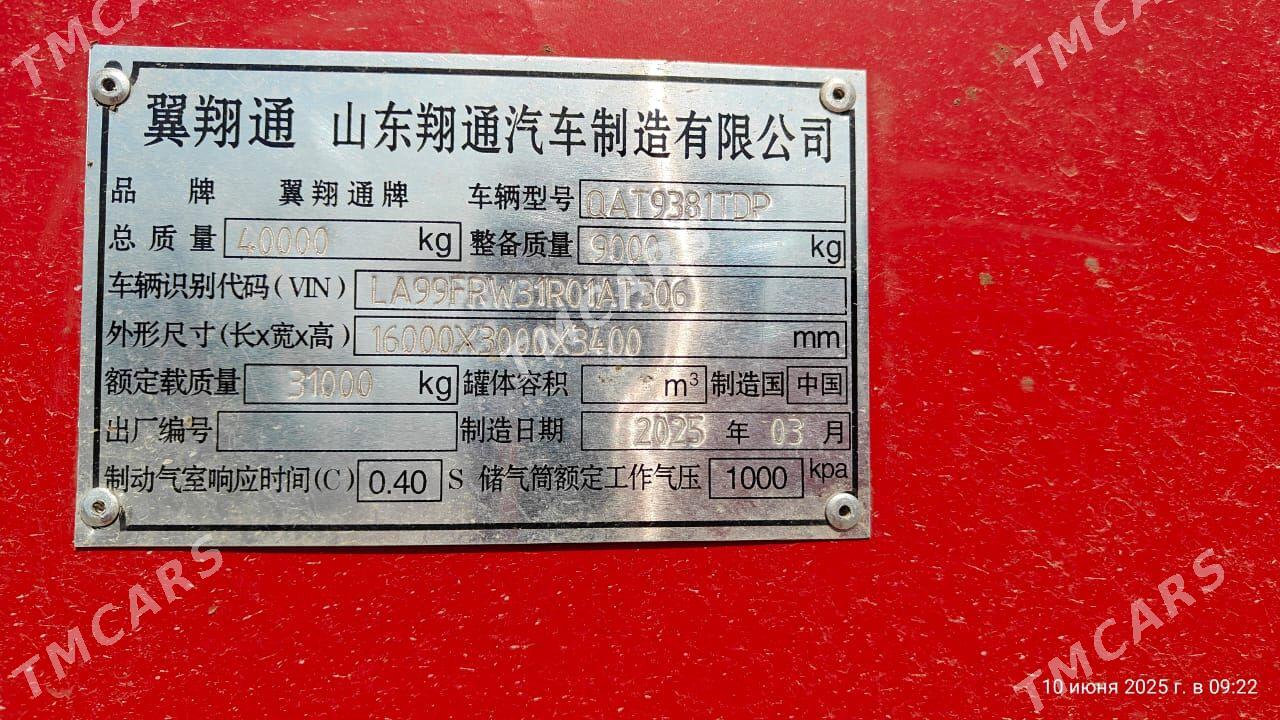 翼翔通 山东翔通汽车制造有限公司
品 牌 翼翔通牌 车辆型号 QAT9381TDP
总质量 40000 kg 整备质量 9000 kg
车辆识别代码(VIN) LA99FRW31R01AT306
外形尺寸(长x宽x高) 16000X3000X3400 mm
额定载质量 31000 kg 罐体容积 m³ 制造国 中国
出厂编号 制造日期 2025 年 03 月
制动气室响应时间(C) 0.40 S 储气筒额定工作气压 1000 kpa
TMCARS
TMCARS
TMCARS
TMCARS
TMCARS
10 июня 2025 г. в 09:22